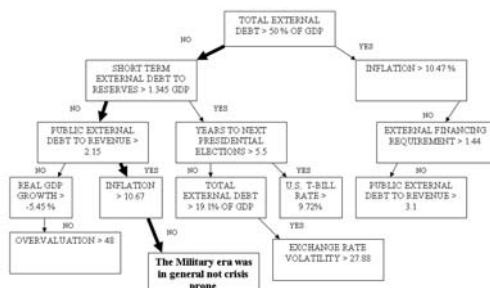 TOTAL EXTERNAL
DEBT > 50 % OF GDP
NO
YES
SHORT TERM
EXTERNAL DEBT TO
RESERVES > 1.345 GDP
INFLATION > 10.47 %
NO
YES
NO
PUBLIC EXTERNAL
DEBT TO REVENUE >
2.15
YEARS TO NEXT
PRESIDENTIAL
ELECTIONS > 5.5
EXTERNAL FINANCING
REQUIREMENT > 1.44
NO
YES
NO
YES
NO
REAL GDP
GROWTH >
-5.45 %
INFLATION
> 10.67
TOTAL
EXTERNAL DEBT
> 19.1% OF GDP
U.S. T-BILL
RATE >
9.72%
PUBLIC EXTERNAL
DEBT TO REVENUE >
3.1
NO
NO
YES
OVERVALUATION > 48
The Military era was
in general not crisis
prone
EXCHANGE RATE
VOLATILITY > 27.88